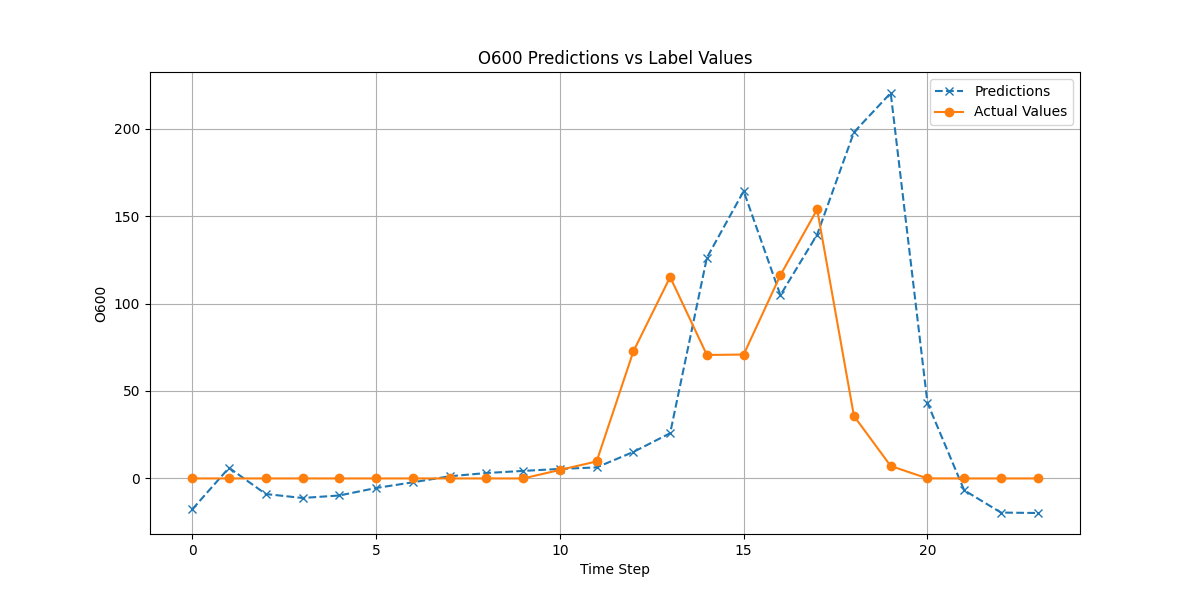 O600 Predictions vs Label Values
Predictions
Actual Values
200
150
100
50
0
O600
0 5 10 15 20
Time Step